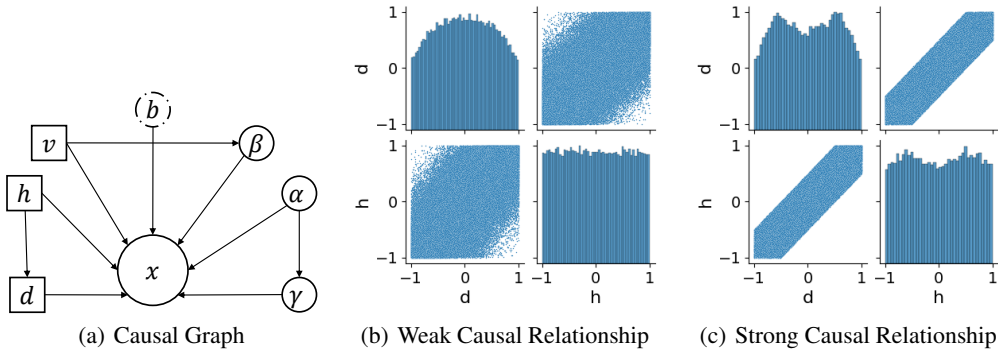 b
v
β
h
α
x
d
γ
(a) Causal Graph
1
0
−1
d
1
0
−1
h
−1 0 1
d
−1 0 1
h
(b) Weak Causal Relationship
1
0
−1
d
1
0
−1
h
−1 0 1
d
−1 0 1
h
(c) Strong Causal Relationship